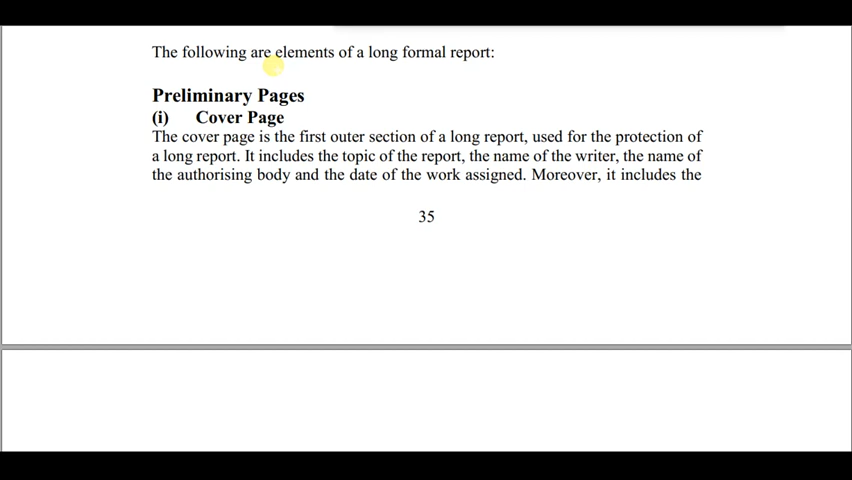 The following are elements of a long formal report:
Preliminary Pages
(i) Cover Page
The cover page is the first outer section of a long report, used for the protection of
a long report. It includes the topic of the report, the name of the writer, the name of
the authorising body and the date of the work assigned. Moreover, it includes the
35